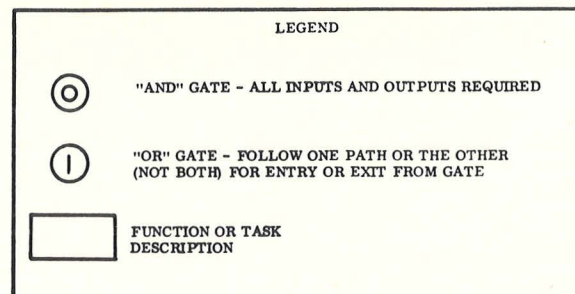 LEGEND
"AND" GATE - ALL INPUTS AND OUTPUTS REQUIRED
"OR" GATE - FOLLOW ONE PATH OR THE OTHER
(NOT BOTH) FOR ENTRY OR EXIT FROM GATE
FUNCTION OR TASK
DESCRIPTION